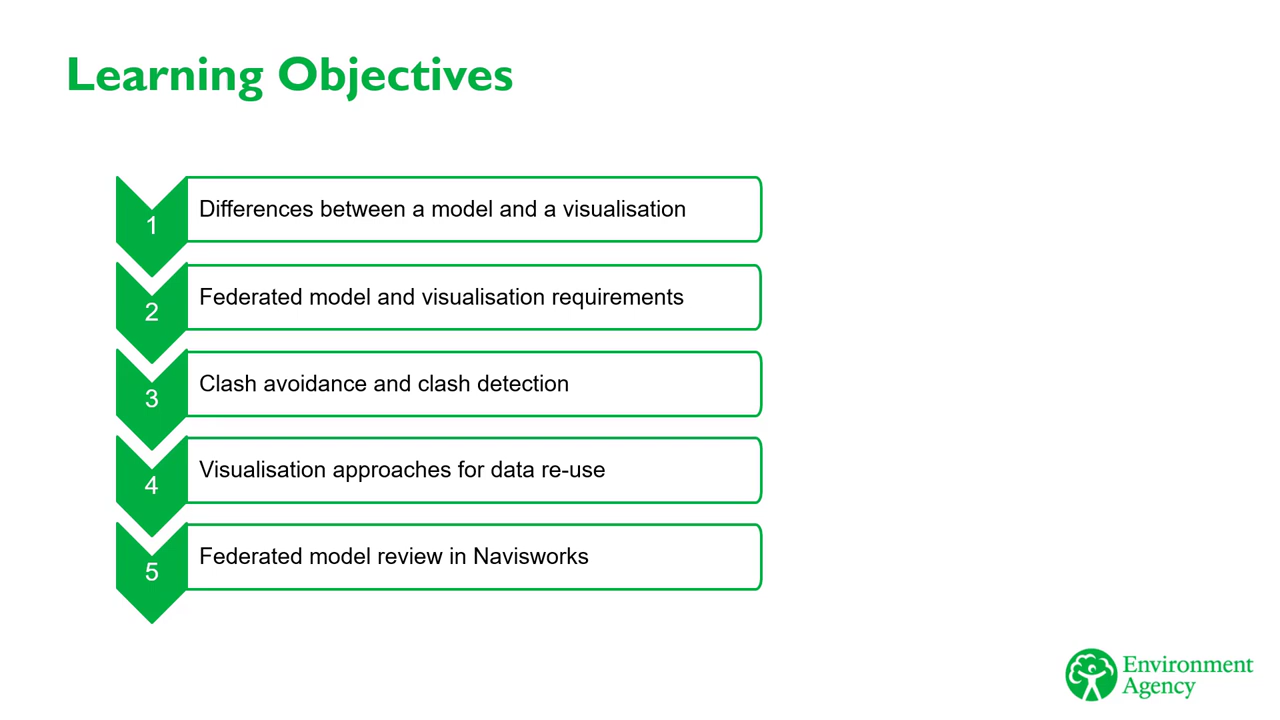 Learning Objectives
1
Differences between a model and a visualisation
2
Federated model and visualisation requirements
3
Clash avoidance and clash detection
4
Visualisation approaches for data re-use
5
Federated model review in Navisworks
Environment
Agency